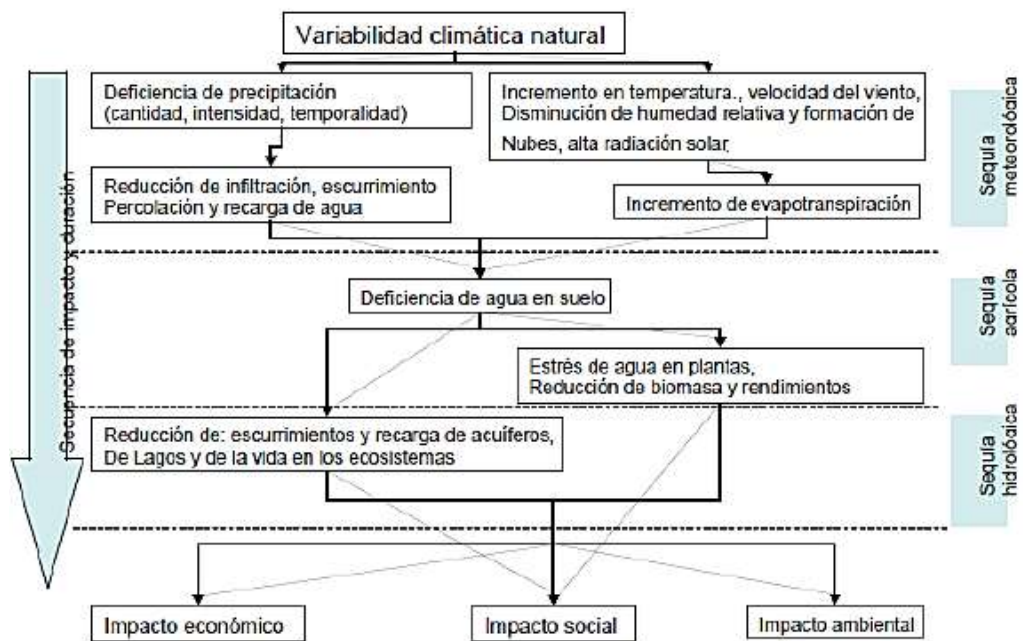 Variabilidad climática natural
Deficiencia de precipitación
(cantidad, intensidad, temporalidad)
Incremento en temperatura., velocidad del viento,
Disminución de humedad relativa y formación de
Nubes, alta radiación solar
Sequía
meteorológica
Reducción de infiltración, escurrimiento
Percolación y recarga de agua
Incremento de evapotranspiración
Secuencia de impacto y duración
Deficiencia de agua en suelo
Sequía
agrícola
Estrés de agua en plantas,
Reducción de biomasa y rendimientos
Reducción de: escurrimientos y recarga de acuíferos,
De Lagos y de la vida en los ecosistemas
Sequía
hidrológica
Impacto económico
Impacto social
Impacto ambiental